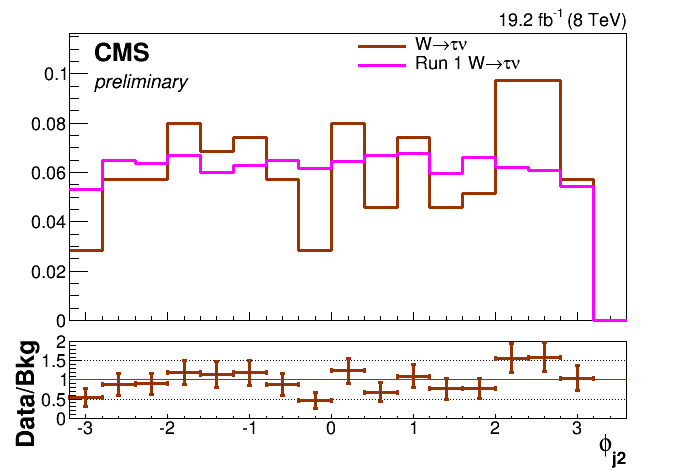 19.2 fb⁻¹ (8 TeV)
CMS
preliminary
W→τν
Run 1 W→τν
0.1
0.08
0.06
0.04
0.02
0
Data/Bkg
2
1.5
1
0.5
0
-3 -2 -1 0 1 2 3
ϕj2